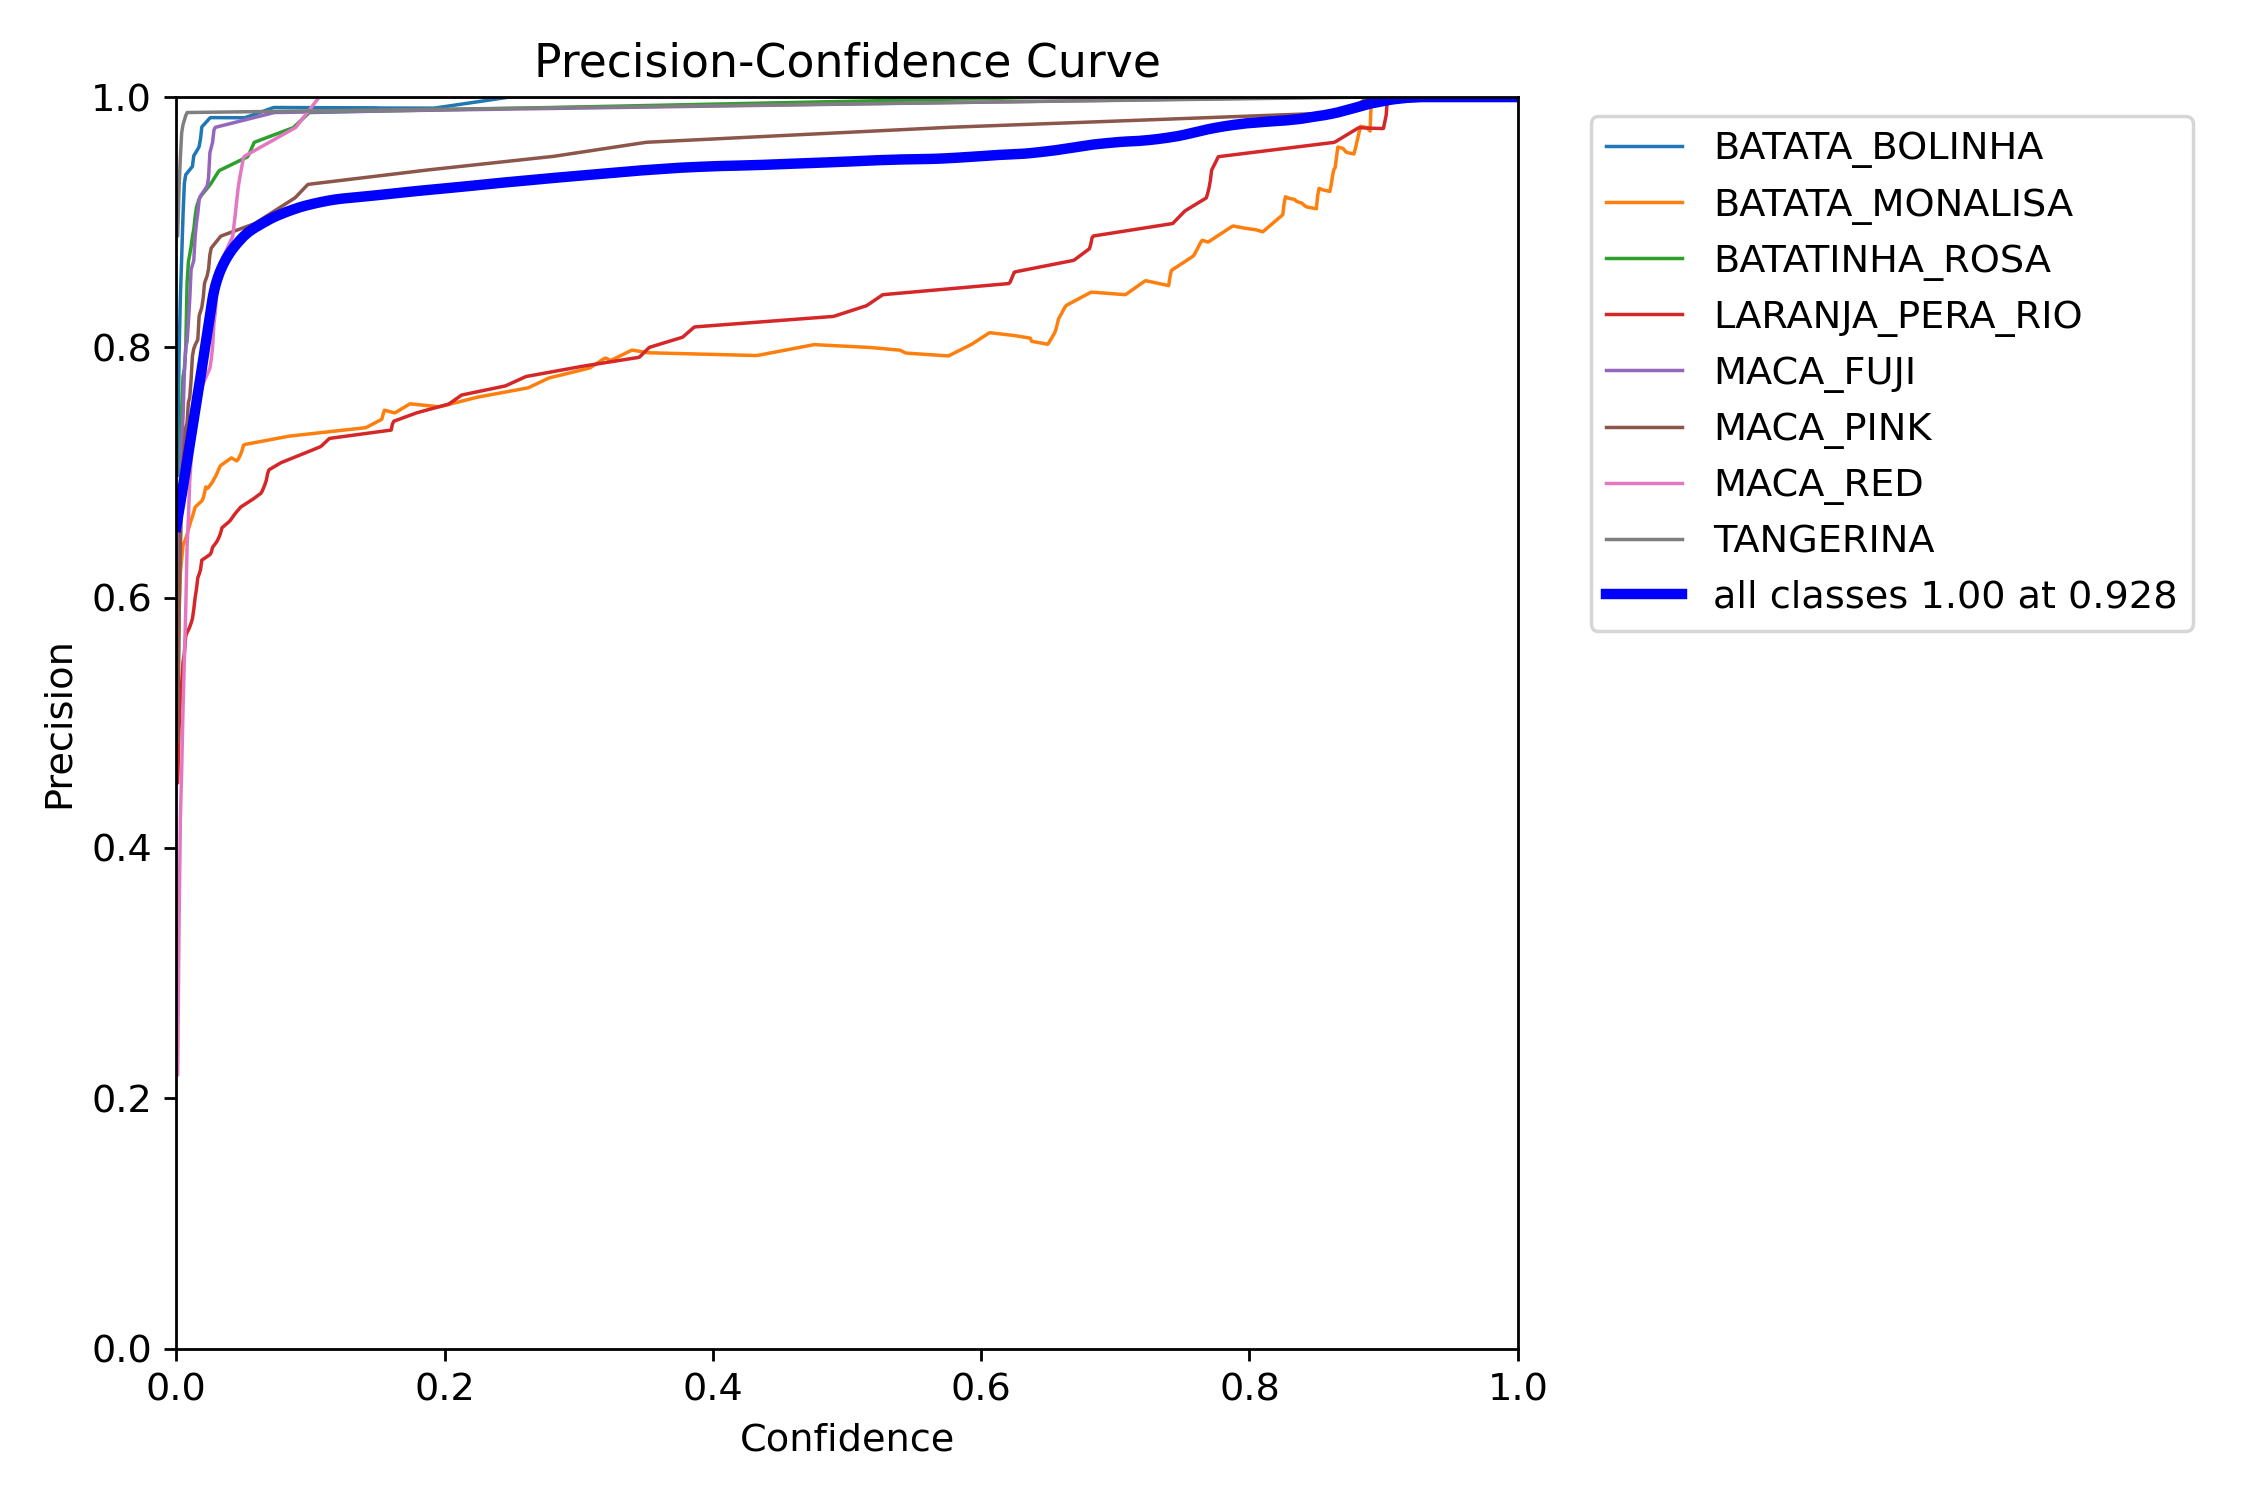 Precision-Confidence Curve
1.0
0.8
0.6
0.4
0.2
0.0
Precision
0.0 0.2 0.4 0.6 0.8 1.0
Confidence
BATATA_BOLINHA
BATATA_MONALISA
BATATINHA_ROSA
LARANJA_PERA_RIO
MACA_FUJI
MACA_PINK
MACA_RED
TANGERINA
all classes 1.00 at 0.928